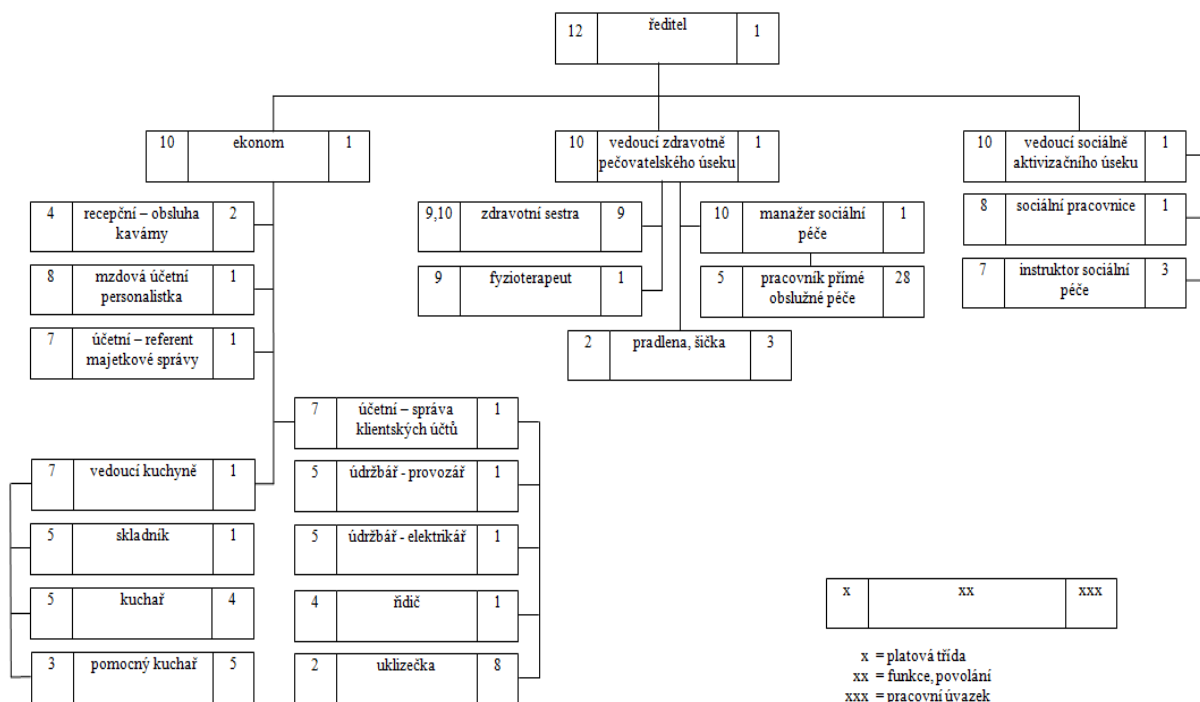 12 ředitel 1
10 ekonom 1
10 vedoucí zdravotně 1
pečovatelského úseku
10 vedoucí sociálně 1
aktivizačního úseku
4 recepční – obsluha 2
kavárny
8 mzdová účetní 1
personalistka
7 účetní – referent 1
majetkové správy
9,10 zdravotní sestra 9
9 fyzioterapeut 1
10 manažer sociální 1
péče
5 pracovník přímé 28
obslužné péče
2 pradlena, šička 3
8 sociální pracovnice 1
7 instruktor sociální 3
péče
7 účetní – správa 1
klientských účtů
5 údržbář - provozář 1
5 údržbář - elektrikář 1
4 řidič 1
2 uklizečka 8
7 vedoucí kuchyně 1
5 skladník 1
5 kuchař 4
3 pomocný kuchař 5
x xx xxx
x = platová třída
xx = funkce, povolání
xxx = pracovní úvazek